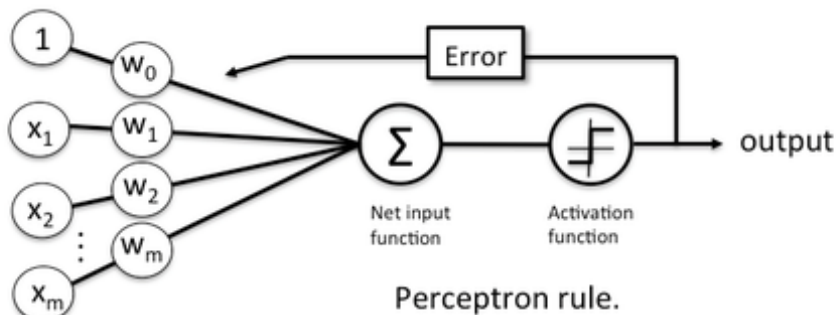 1
w₀
Error
x₁
w₁
Σ
output
x₂
w₂
Net input
function
Activation
function
⋮
wₘ
xₘ
Perceptron rule.